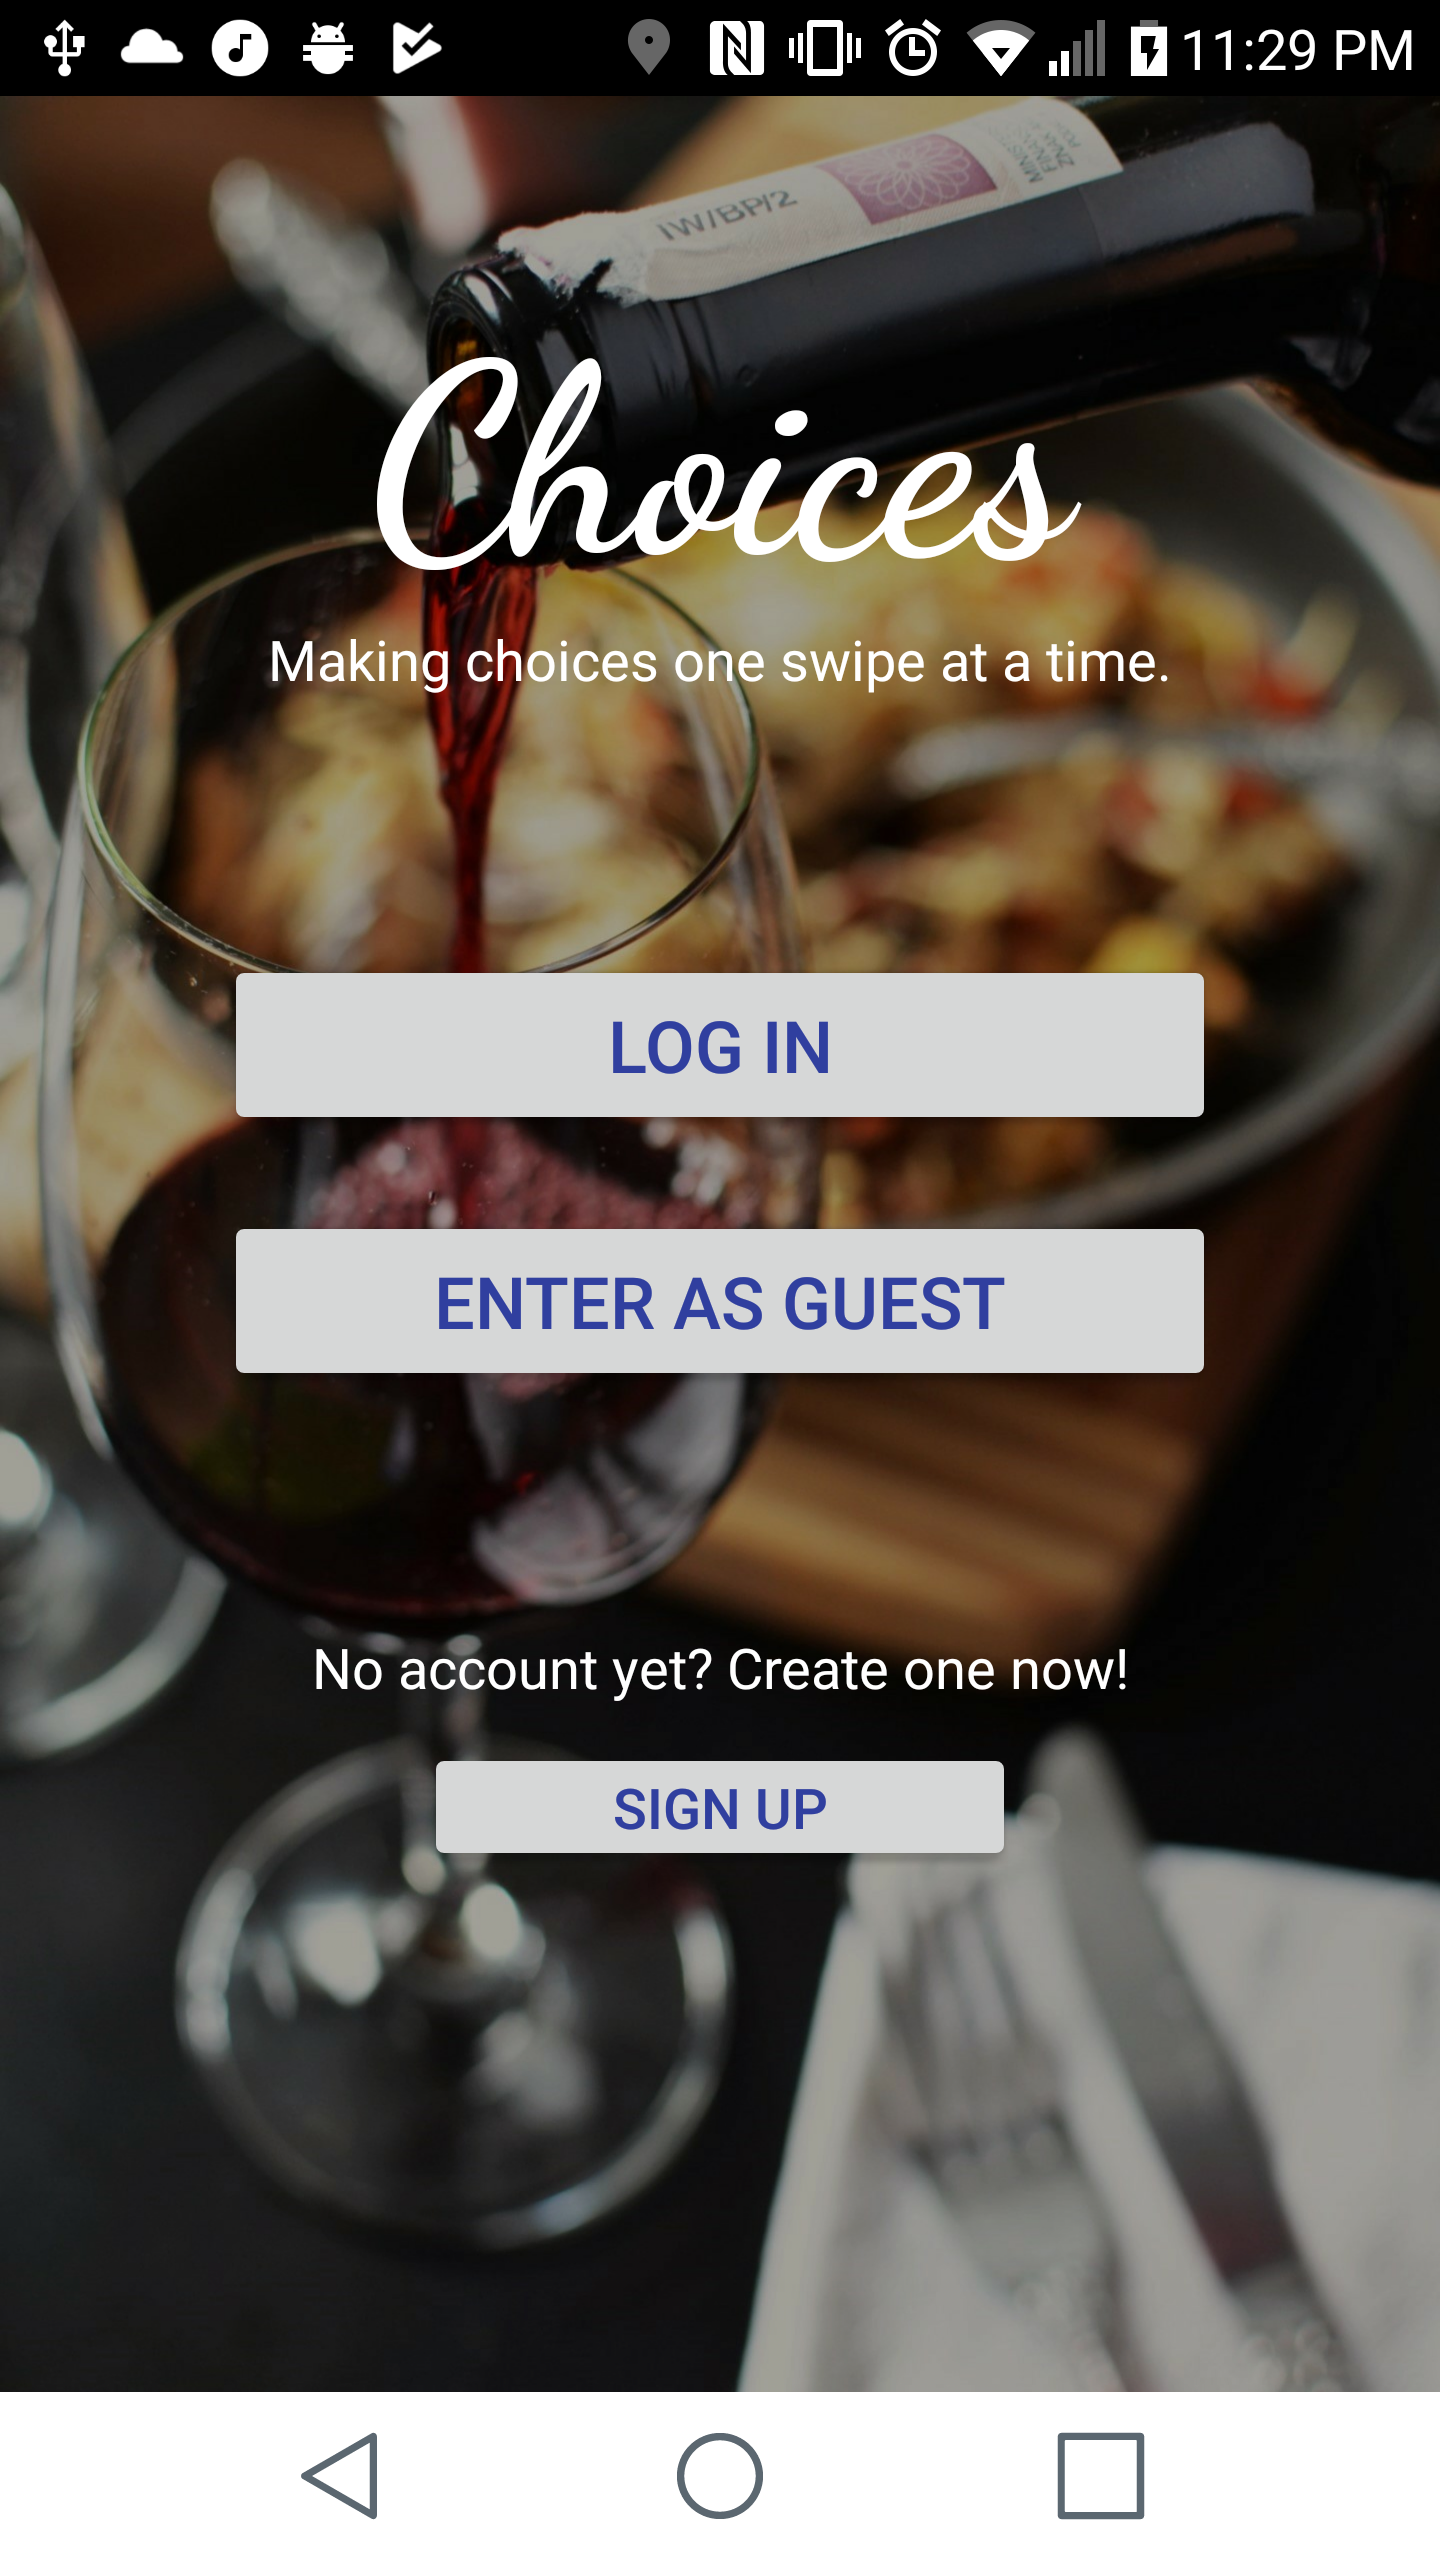 11:29 PM
IW/BP/2
Choices
Making choices one swipe at a time.
LOG IN
ENTER AS GUEST
No account yet? Create one now!
SIGN UP